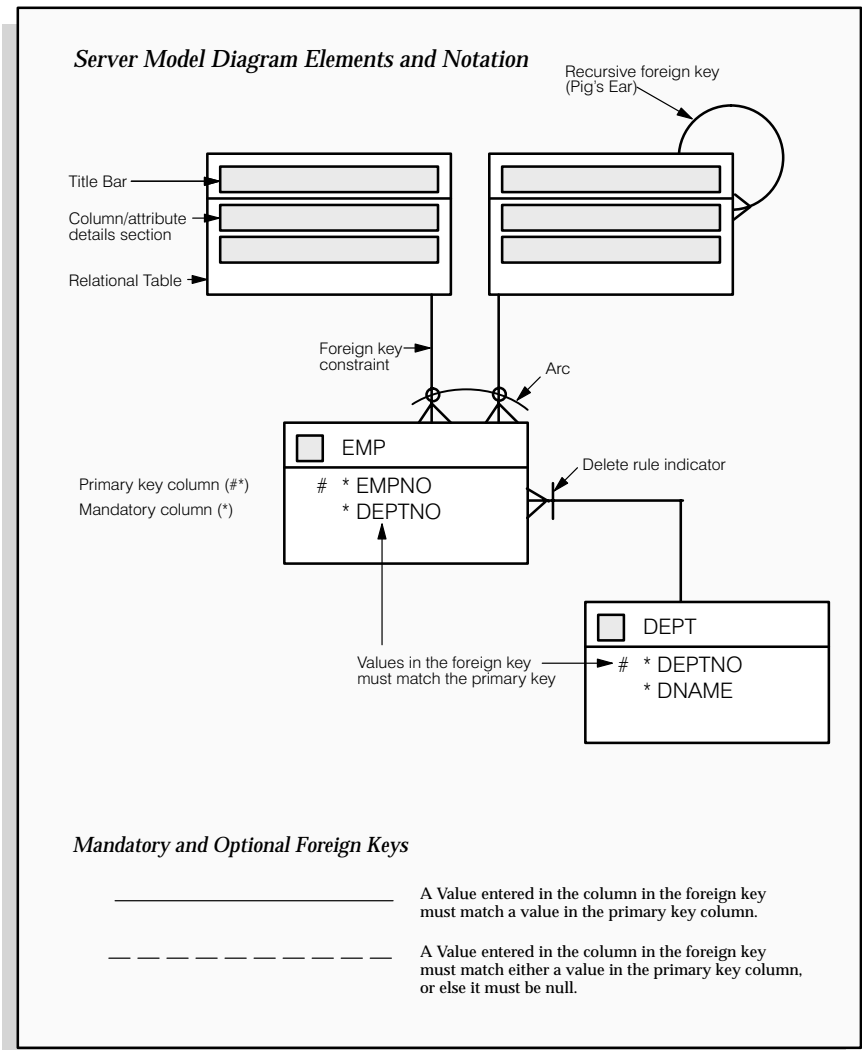 Server Model Diagram Elements and Notation
Recursive foreign key
(Pig's Ear)
Title Bar
Column/attribute
details section
Relational Table
Foreign key
constraint
Arc
EMP
Delete rule indicator
Primary key column (#*)
# * EMPNO
Mandatory column (*)
* DEPTNO
DEPT
Values in the foreign key
must match the primary key
# * DEPTNO
* DNAME
Mandatory and Optional Foreign Keys
A Value entered in the column in the foreign key
must match a value in the primary key column.
A Value entered in the column in the foreign key
must match either a value in the primary key column,
or else it must be null.